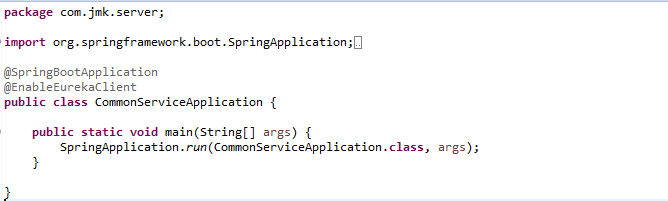 package com.jmk.server;
import org.springframework.boot.SpringApplication;
@SpringBootApplication
@EnableEurekaClient
public class CommonServiceApplication {
public static void main(String[] args) {
SpringApplication.run(CommonServiceApplication.class, args);
}
}